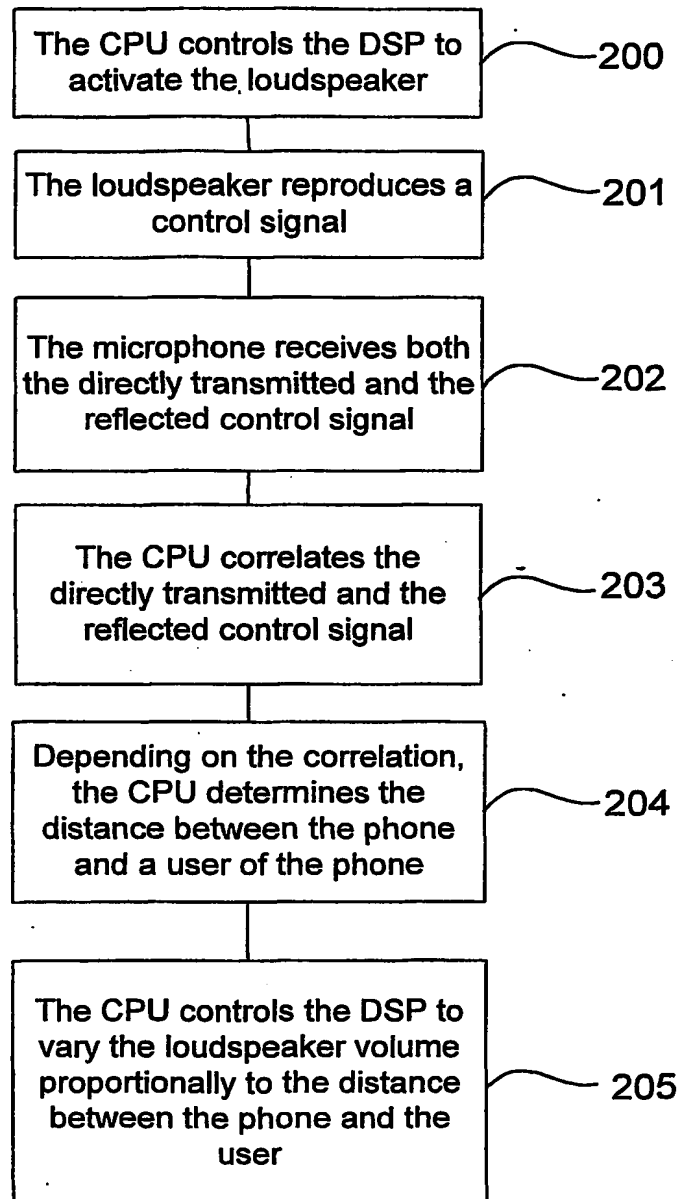 The CPU controls the DSP to
activate the loudspeaker
200
The loudspeaker reproduces a
control signal
201
The microphone receives both
the directly transmitted and the
reflected control signal
202
The CPU correlates the
directly transmitted and the
reflected control signal
203
Depending on the correlation,
the CPU determines the
distance between the phone
and a user of the phone
204
The CPU controls the DSP to
vary the loudspeaker volume
proportionally to the distance
between the phone and the
user
205